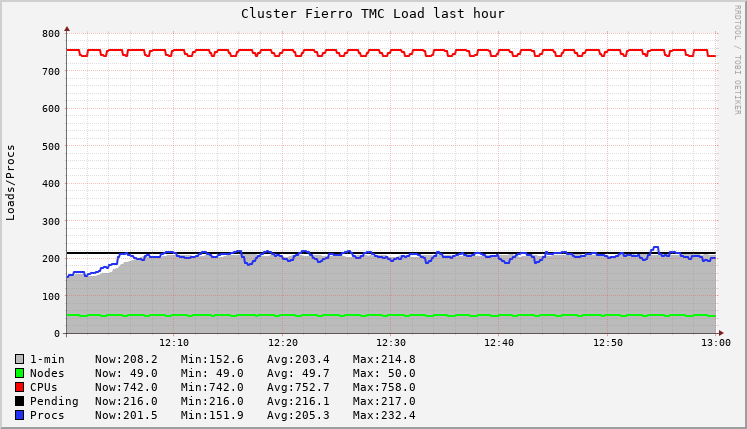 Cluster Fierro TMC Load last hour
RRDTOOL / TOBI OETIKER
Loads/Procs
800
700
600
500
400
300
200
100
0
12:10 12:20 12:30 12:40 12:50 13:00
1-min Now:208.2 Min:152.6 Avg:203.4 Max:214.8
Nodes Now: 49.0 Min: 49.0 Avg: 49.7 Max: 50.0
CPUs Now:742.0 Min:742.0 Avg:752.7 Max:758.0
Pending Now:216.0 Min:216.0 Avg:216.1 Max:217.0
Procs Now:201.5 Min:151.9 Avg:205.3 Max:232.4